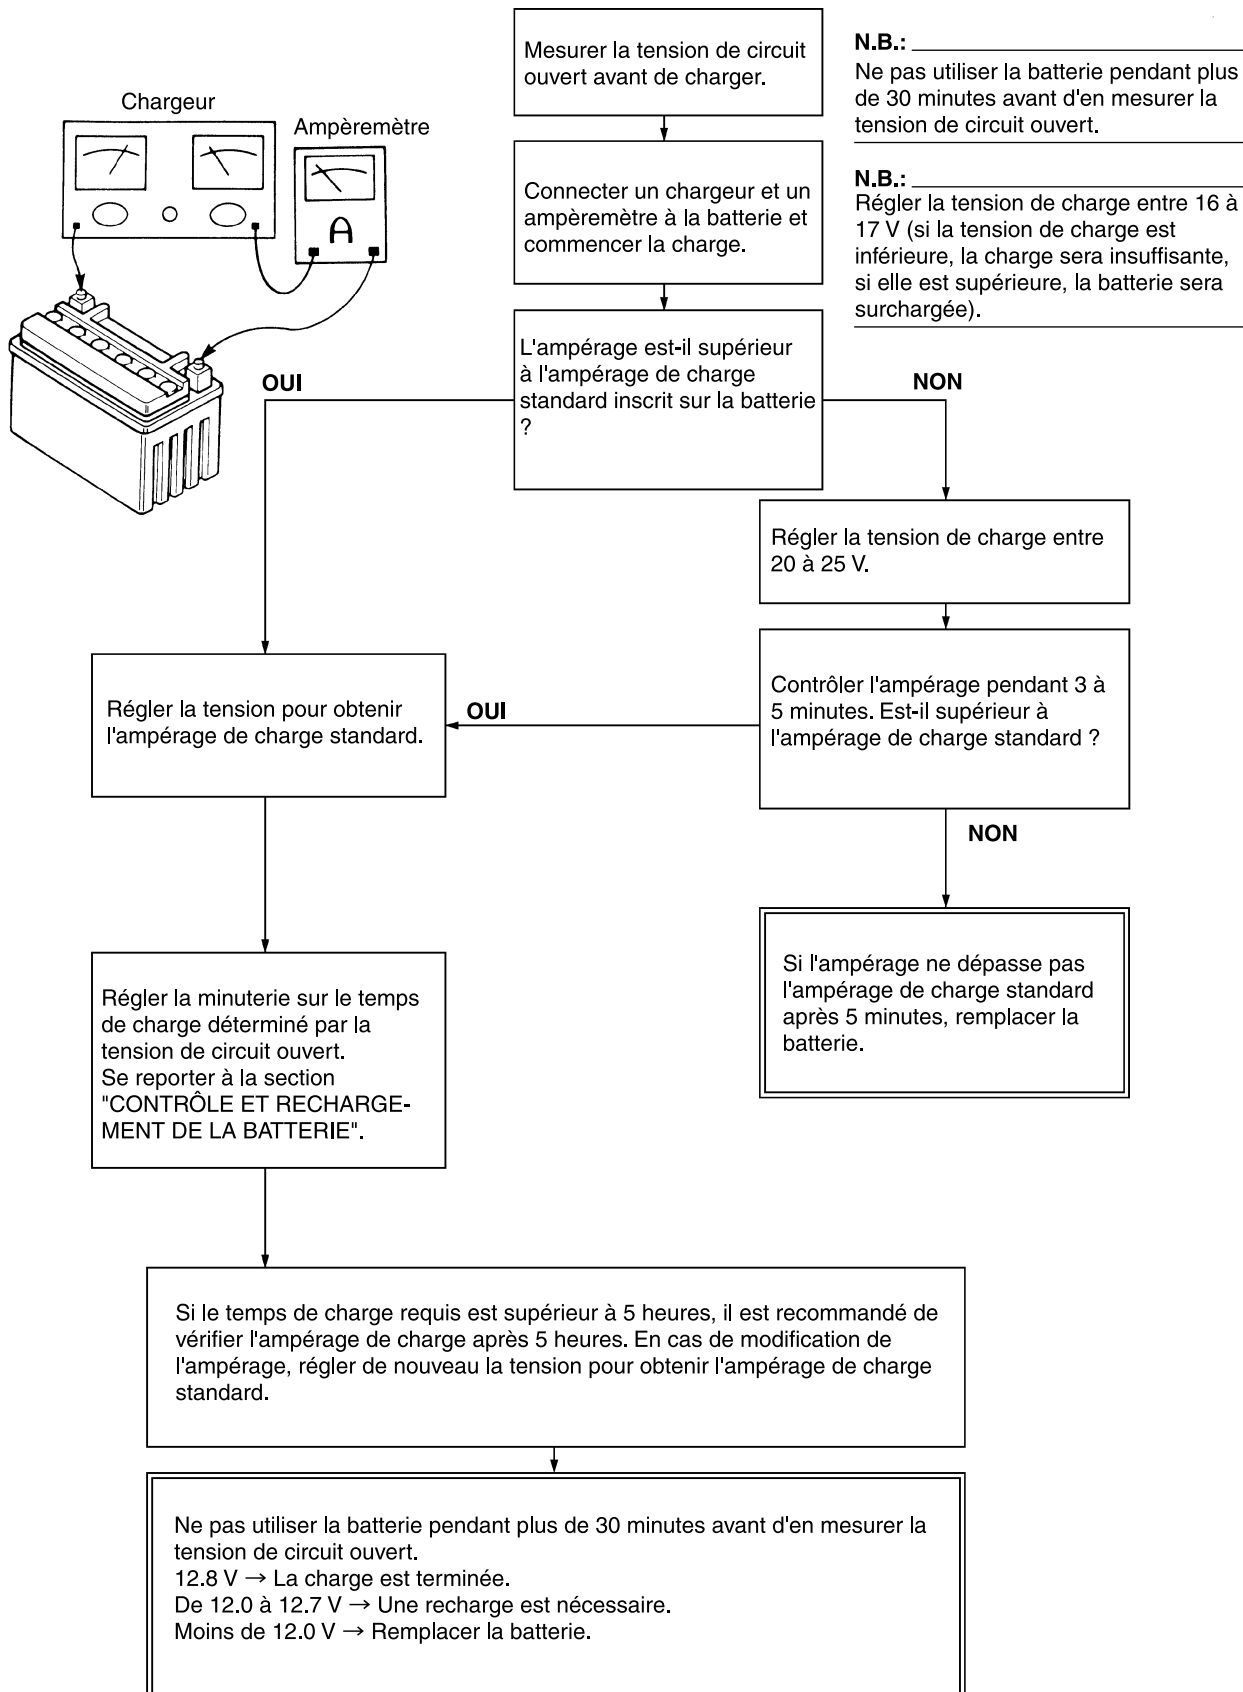 Mesurer la tension de circuit
ouvert avant de charger.
N.B.:
Ne pas utiliser la batterie pendant plus
de 30 minutes avant d'en mesurer la
tension de circuit ouvert.
Chargeur
Ampèremètre
A
Connecter un chargeur et un
ampèremètre à la batterie et
commencer la charge.
N.B.:
Régler la tension de charge entre 16 à
17 V (si la tension de charge est
inférieure, la charge sera insuffisante,
si elle est supérieure, la batterie sera
surchargée).
L'ampérage est-il supérieur
à l'ampérage de charge
standard inscrit sur la batterie
?
OUI
NON
Régler la tension de charge entre
20 à 25 V.
Régler la tension pour obtenir
l'ampérage de charge standard.
OUI
Contrôler l'ampérage pendant 3 à
5 minutes. Est-il supérieur à
l'ampérage de charge standard ?
NON
Si l'ampérage ne dépasse pas
l'ampérage de charge standard
après 5 minutes, remplacer la
batterie.
Régler la minuterie sur le temps
de charge déterminé par la
tension de circuit ouvert.
Se reporter à la section
"CONTRÔLE ET RECHARGE-
MENT DE LA BATTERIE".
Si le temps de charge requis est supérieur à 5 heures, il est recommandé de
vérifier l'ampérage de charge après 5 heures. En cas de modification de
l'ampérage, régler de nouveau la tension pour obtenir l'ampérage de charge
standard.
Ne pas utiliser la batterie pendant plus de 30 minutes avant d'en mesurer la
tension de circuit ouvert.
12.8 V → La charge est terminée.
De 12.0 à 12.7 V → Une recharge est nécessaire.
Moins de 12.0 V → Remplacer la batterie.